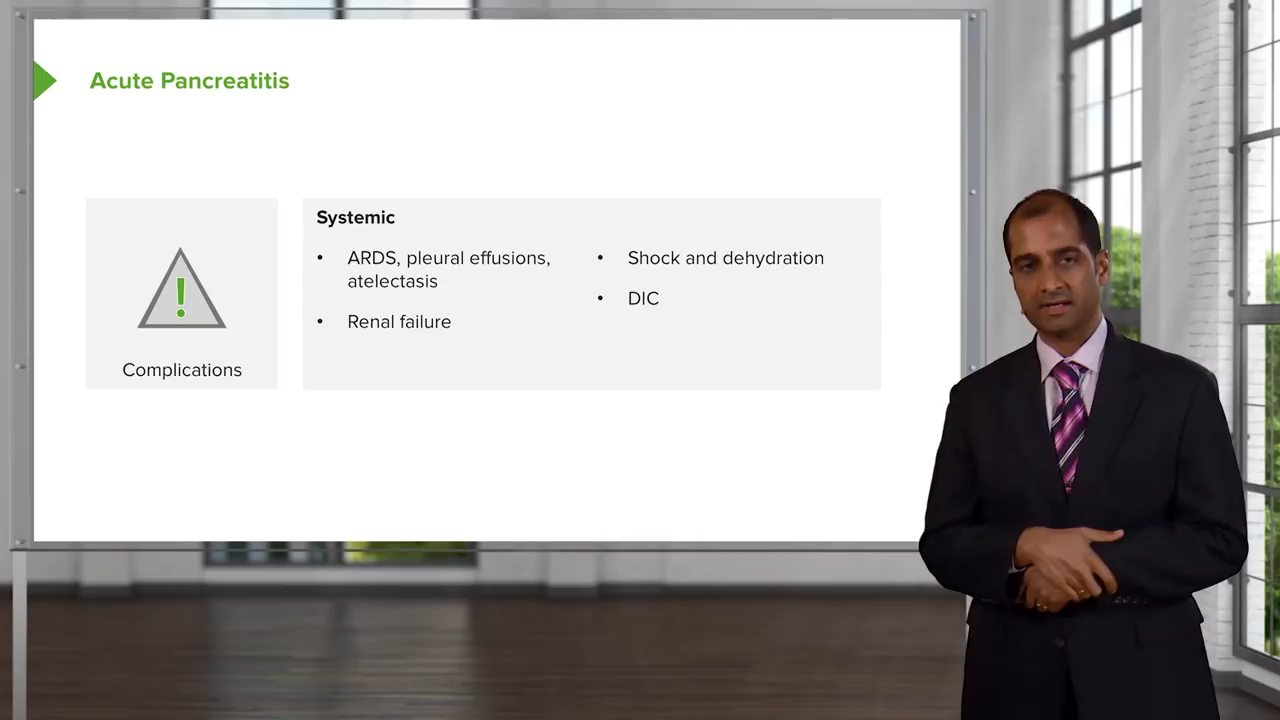 Acute Pancreatitis
Complications
Systemic
• ARDS, pleural effusions,
atelectasis
• Renal failure
• Shock and dehydration
• DIC